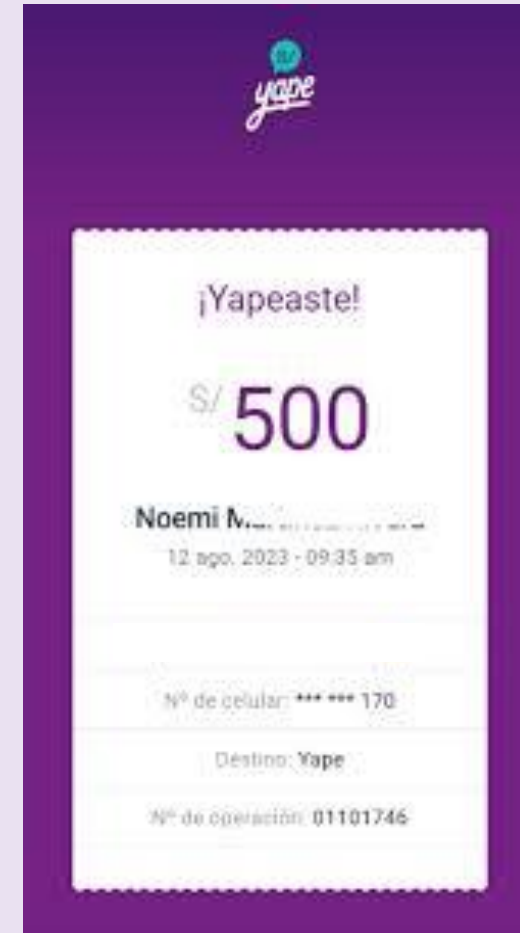 S/
yape
¡Yapeaste!
S/ 500
Noemi
12 ago. 2023 - 09:35 am
Nº de celular: *** *** 170
Destino: Yape
Nº de operación: 01101746